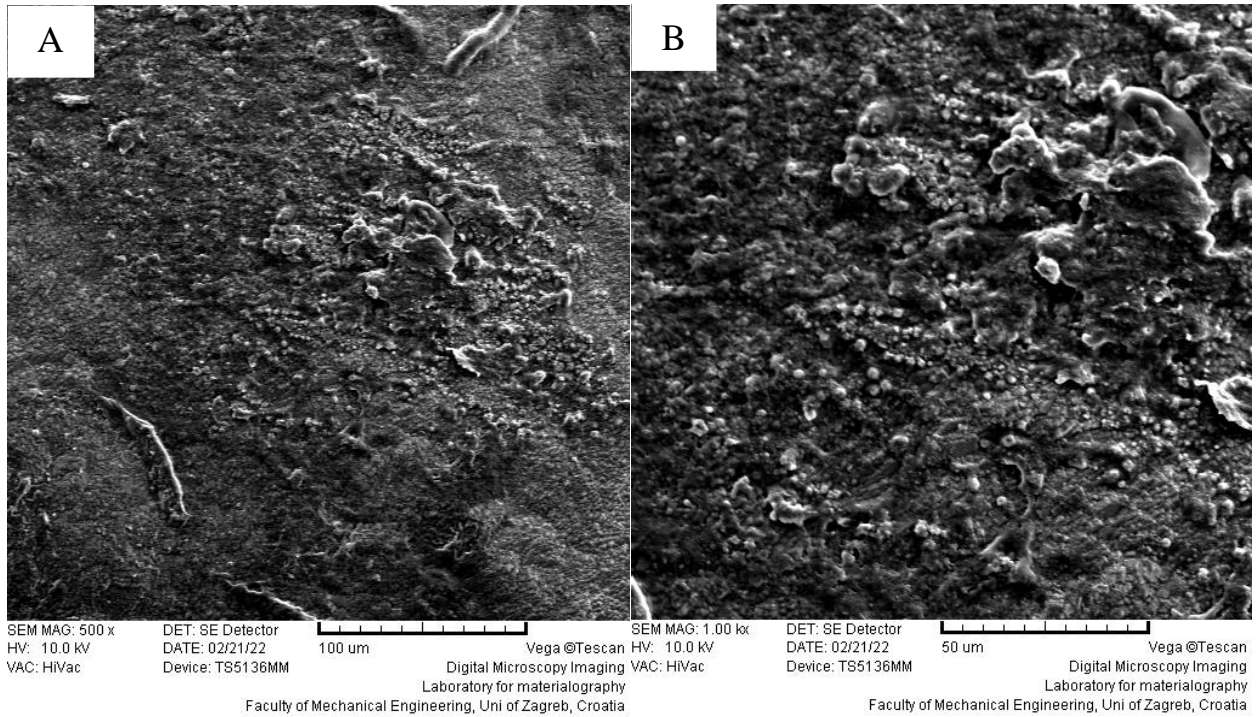 A
B
SEM MAG: 500 x DET: SE Detector
HV: 10.0 kV DATE: 02/21/22 100 um Vega ©Tescan
VAC: HiVac Device: TS5136MM Digital Microscopy Imaging
Laboratory for materialography
Faculty of Mechanical Engineering, Uni of Zagreb, Croatia
SEM MAG: 1.00 kx DET: SE Detector
HV: 10.0 kV DATE: 02/21/22 50 um Vega ©Tescan
VAC: HiVac Device: TS5136MM Digital Microscopy Imaging
Laboratory for materialography
Faculty of Mechanical Engineering, Uni of Zagreb, Croatia